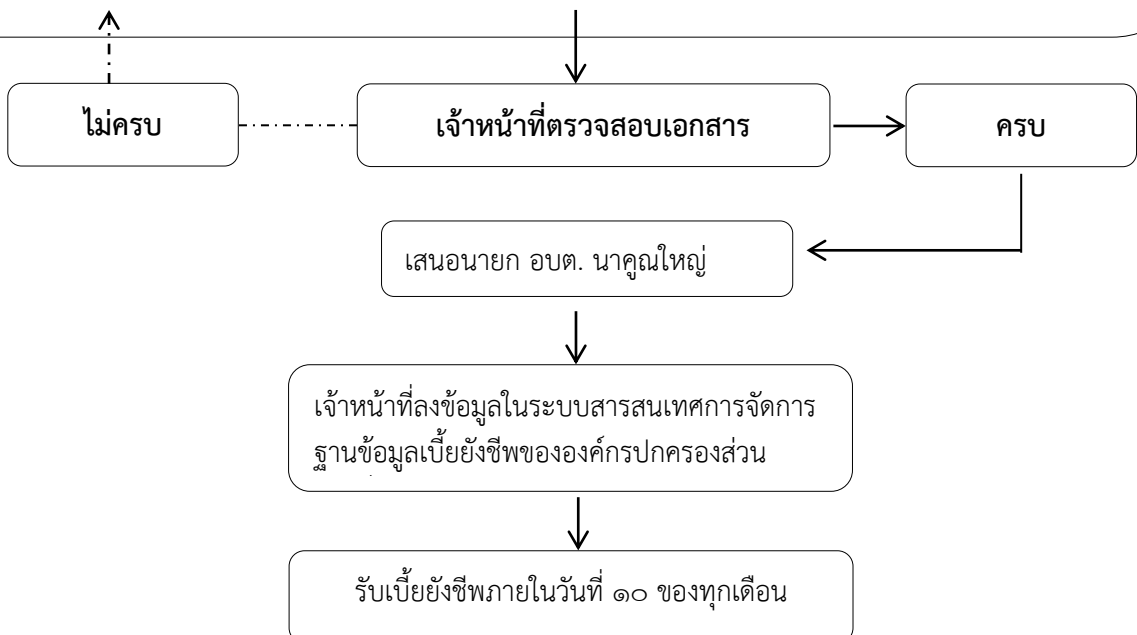 ไม่ครบ
เจ้าหน้าที่ตรวจสอบเอกสาร
ครบ
เสนอนายก อบต. นาคูณใหญ่
เจ้าหน้าที่ลงข้อมูลในระบบสารสนเทศการจัดการ
ฐานข้อมูลเบี้ยยังชีพขององค์กรปกครองส่วน
รับเบี้ยยังชีพภายในวันที่ ๑๐ ของทุกเดือน